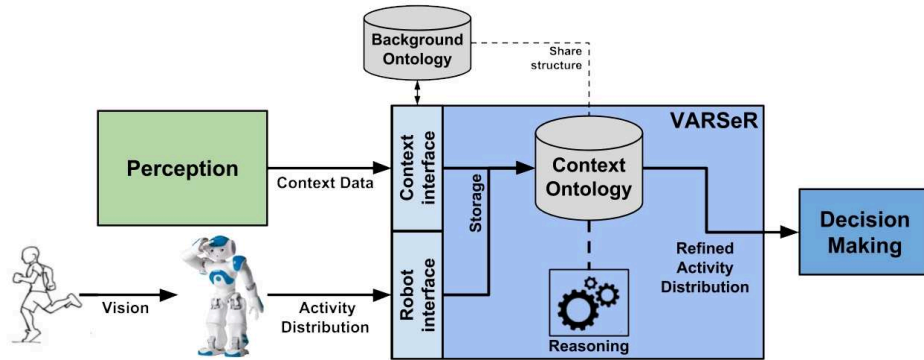 Background
Ontology
Share
structure
VARSeR
Perception
Context Data
Context
interface
Storage
Context
Ontology
Decision
Making
Vision
Activity
Distribution
Robot
interface
Reasoning
Refined
Activity
Distribution